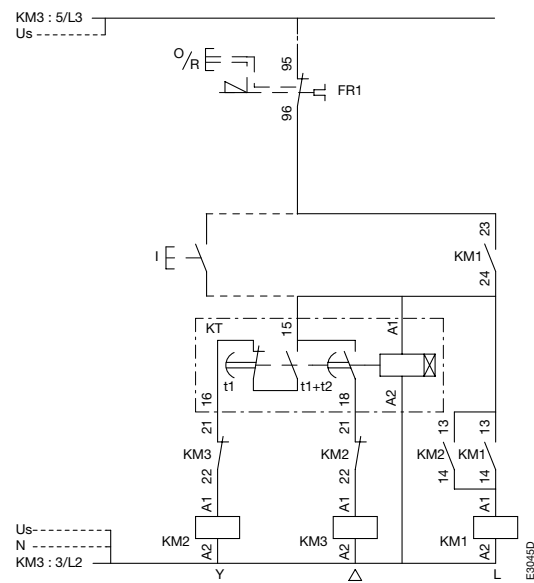 KM3 : 5/L3
Us
O/R
95
96
FR1
I
23
KM1
24
KT
15
A1
t1
t1+t2
16
18
A2
21
KM3
22
21
KM2
22
13
KM2
14
13
KM1
14
A1
KM2
A2
A1
KM3
A2
A1
KM1
A2
Us
N
KM3 : 3/L2
Y
△
L
E3045D